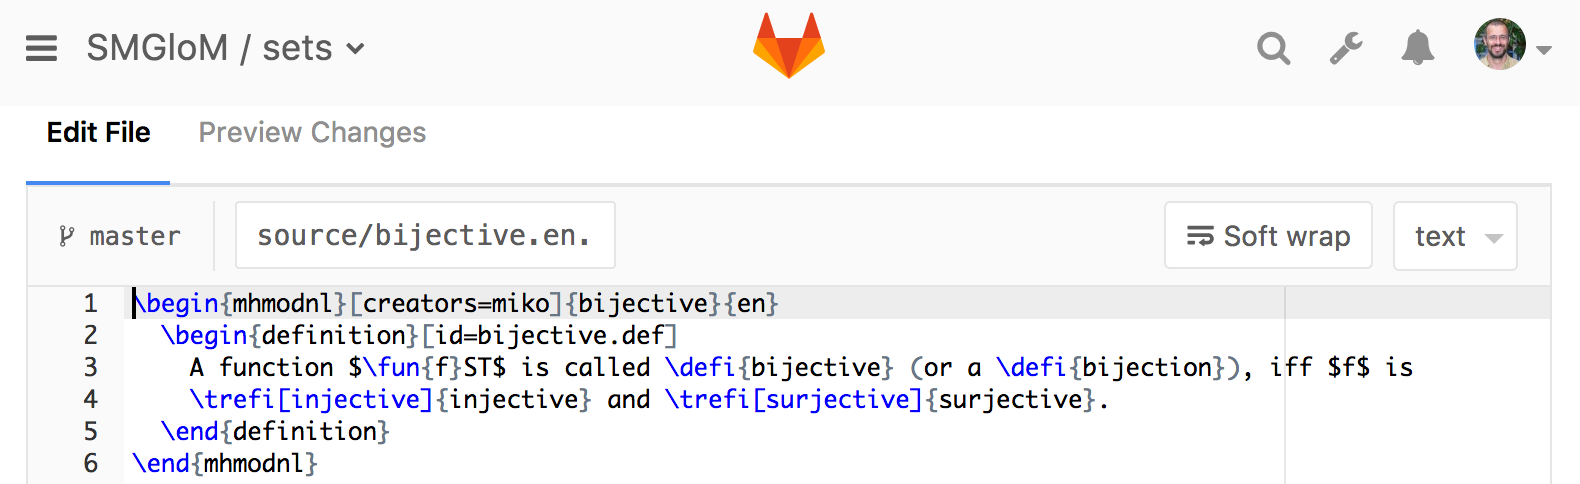 SMGloM / sets
Edit File Preview Changes
master source/bijective.en. Soft wrap text
1 \begin{mhmodnl}[creators=miko]{bijective}{en}
2 \begin{definition}[id=bijective.def]
3 A function $\fun{f}ST$ is called \defi{bijective} (or a \defi{bijection}), iff $f$ is
4 \trefi[injective]{injective} and \trefi[surjective]{surjective}.
5 \end{definition}
6 \end{mhmodnl}